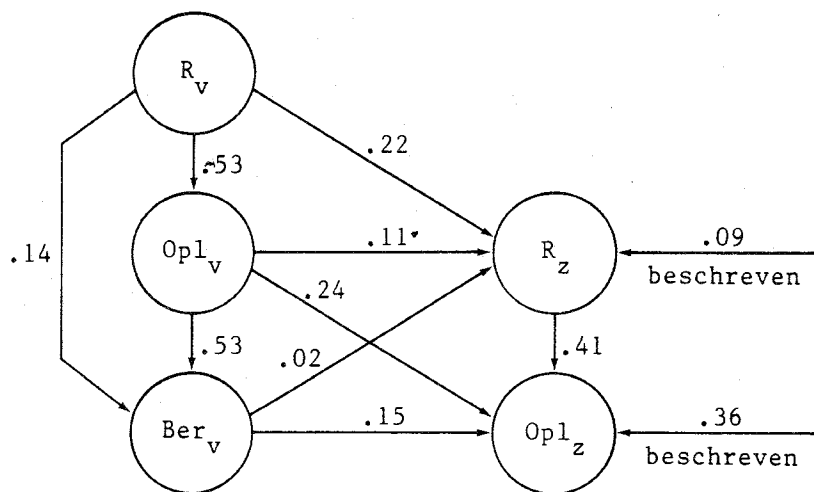 R_v
.22
.53
Opl_v
.11
R_z
.09
beschreven
.14
.24
.53
.02
.41
Ber_v
.15
Opl_z
.36
beschreven